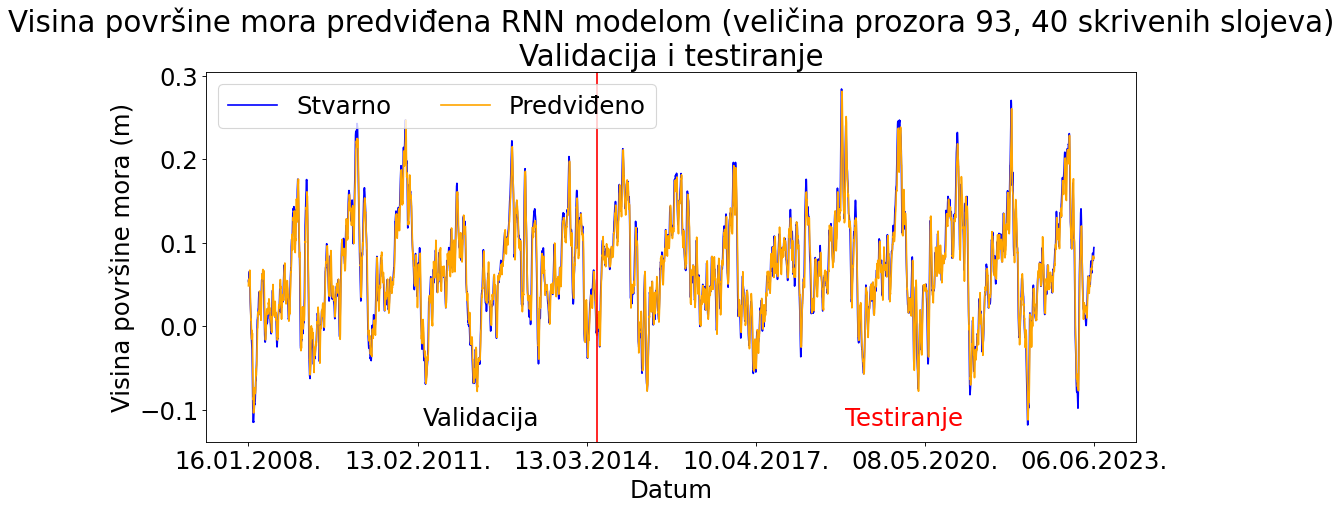 Visina površine mora predviđena RNN modelom (veličina prozora 93, 40 skrivenih slojeva)
Validacija i testiranje
Stvarno
Predviđeno
Visina površine mora (m)
0.3
0.2
0.1
0.0
−0.1
Validacija
Testiranje
16.01.2008.
13.02.2011.
13.03.2014.
10.04.2017.
08.05.2020.
06.06.2023.
Datum